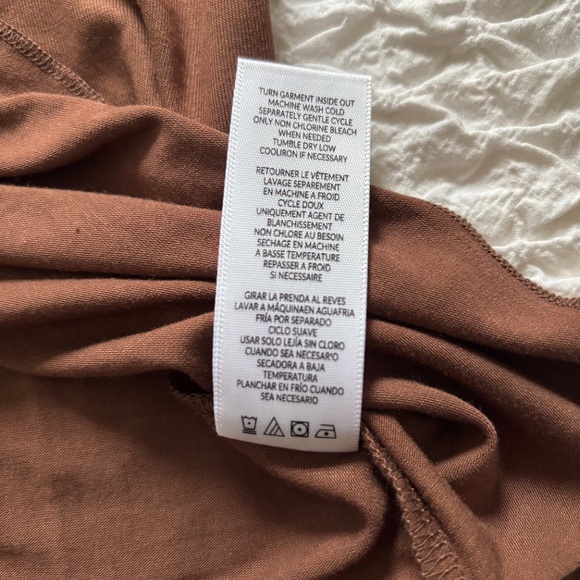 TURN GARMENT INSIDE OUT
MACHINE WASH COLD
SEPARATELY GENTLE CYCLE
ONLY NON CHLORINE BLEACH
WHEN NEEDED
TUMBLE DRY LOW
COOLIRON IF NECESSARY
RETOURNER LE VÊTEMENT
LAVAGE SEPAREMENT
EN MACHINE A FROID
CYCLE DOUX
UNIQUEMENT AGENT DE
BLANCHISSEMENT
NON CHLORE AU BESOIN
SECHAGE EN MACHINE
A BASSE TEMPERATURE
REPASSER A FROID
SI NECESSAIRE
GIRAR LA PRENDA AL REVES
LAVAR A MÁQUINAEN AGUAFRIA
FRÍA POR SEPARADO
CICLO SUAVE
USAR SOLO LEJÍA SIN CLORO
CUANDO SEA NECESARIO
SECADORA A BAJA
TEMPERATURA
PLANCHAR EN FRÍO CUANDO
SEA NECESARIO